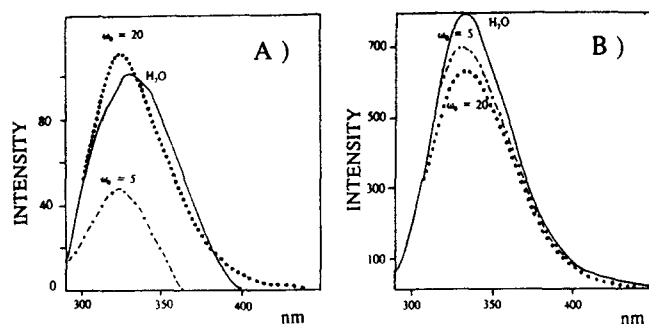 A )
ω₀ = 20
H₂O
ω₀ = 5
80
40
0
INTENSITY
300
350
400
nm
B )
H₂O
ω₀ = 5
ω₀ = 20
700
500
300
100
INTENSITY
300
350
400
nm